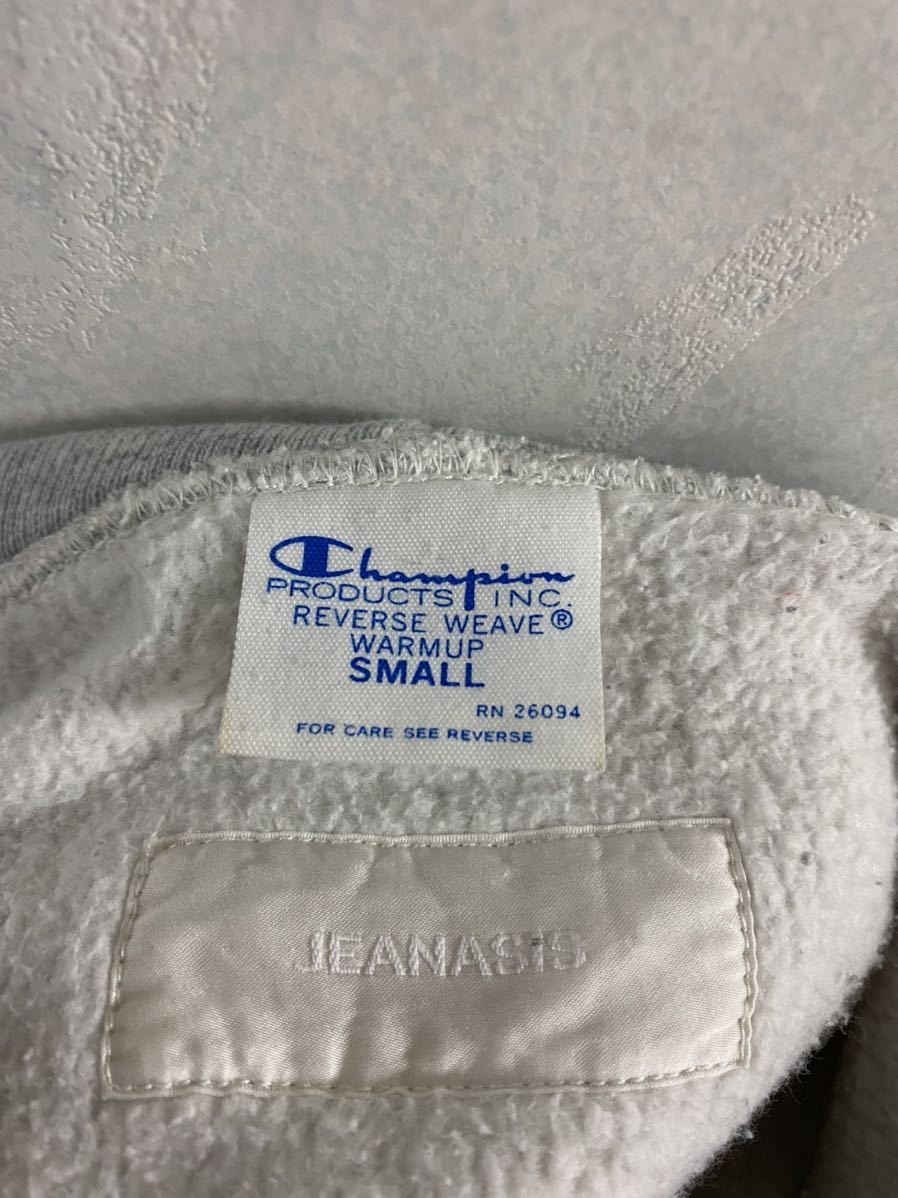 Champion
PRODUCTS INC.
REVERSE WEAVE®
WARMUP
SMALL
RN 26094
FOR CARE SEE REVERSE
JEANASIS